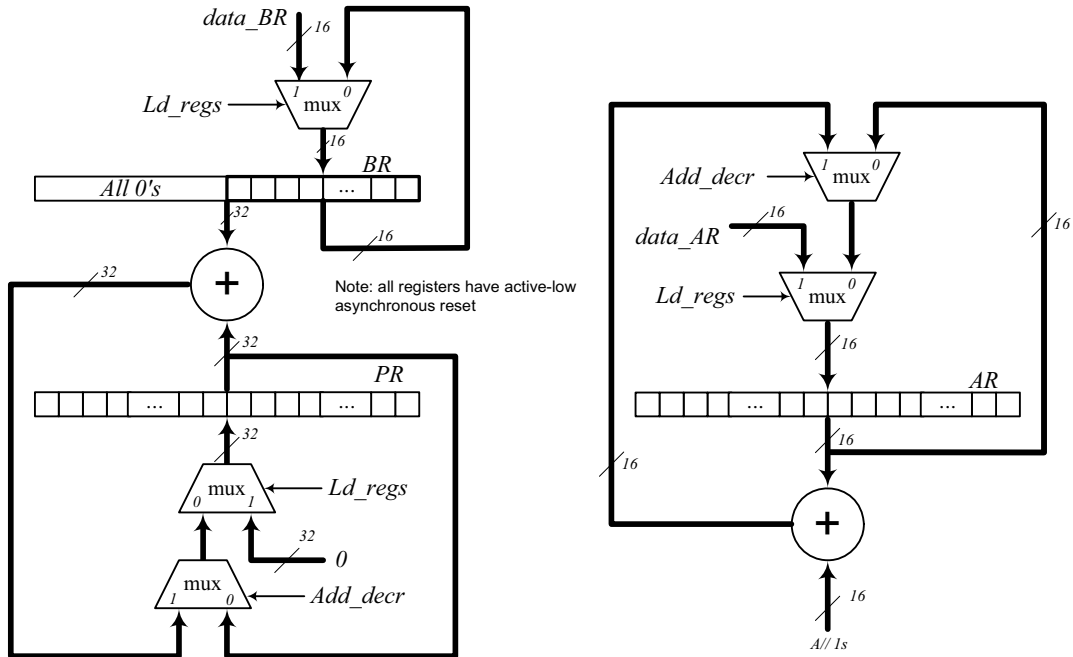 data_BR
16
1 0
mux
Ld_regs
16
BR
All 0's ...
32
16
32
+
Note: all registers have active-low
asynchronous reset
32
PR
... ...
32
mux
0 1
Ld_regs
32
0
mux
1 0
Add_decr
1 0
mux
Add_decr
16
data_AR
16
1 0
mux
Ld_regs
16
AR
... ...
16
16
+
16
A// 1s